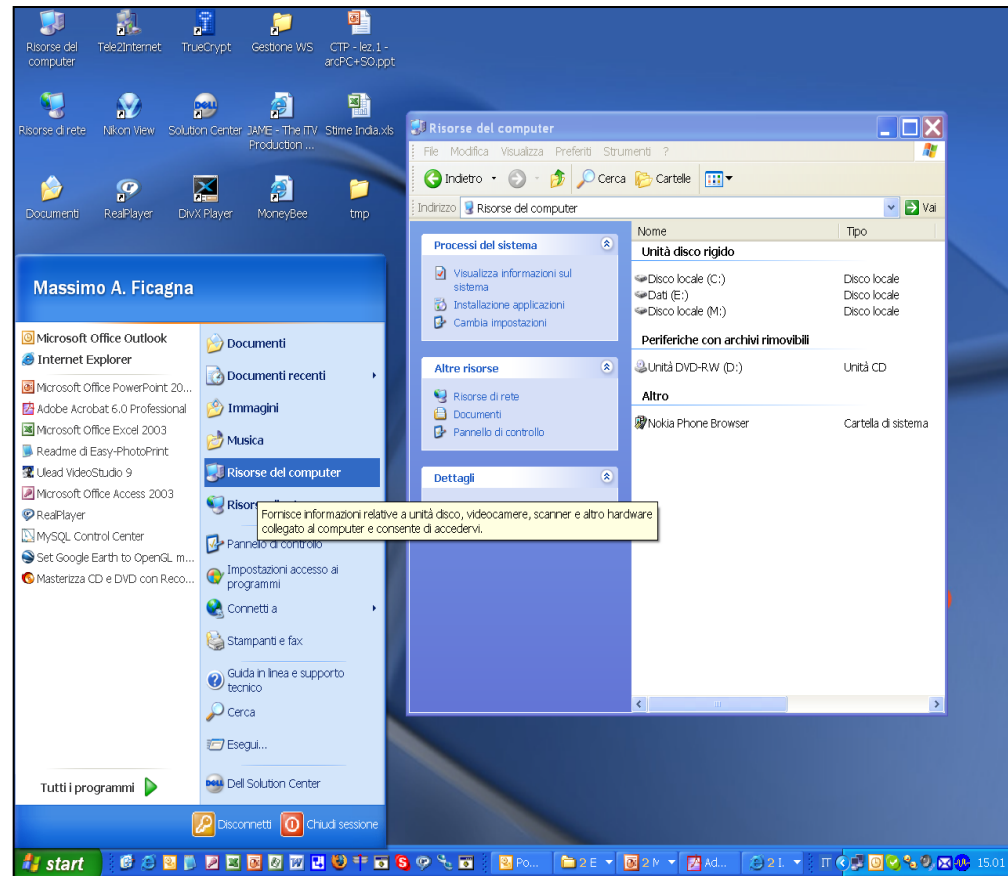 Risorse del computer
Tele2Internet
TrueCrypt
Gestione WS
CTP - lez.1 - arcPC+SO.ppt
Risorse di rete
Nikon View
Solution Center
JAME - The iTV Production ...
Stime India.xls
Documenti
RealPlayer
DivX Player
MoneyBee
tmp
Risorse del computer
File Modifica Visualizza Preferiti Strumenti ?
Indietro Cerca Cartelle
Indirizzo Risorse del computer Vai
Nome Tipo
Processi del sistema
Visualizza informazioni sul sistema
Installazione applicazioni
Cambia impostazioni
Altre risorse
Risorse di rete
Documenti
Pannello di controllo
Dettagli
Unità disco rigido
Disco locale (C:) Disco locale
Dati (E:) Disco locale
Disco locale (M:) Disco locale
Periferiche con archivi rimovibili
Unità DVD-RW (D:) Unità CD
Altro
Nokia Phone Browser Cartella di sistema
Massimo A. Ficagna
Microsoft Office Outlook
Internet Explorer
Microsoft Office PowerPoint 20...
Adobe Acrobat 6.0 Professional
Microsoft Office Excel 2003
Readme di Easy-PhotoPrint
Ulead VideoStudio 9
Microsoft Office Access 2003
RealPlayer
MySQL Control Center
Set Google Earth to OpenGL m...
Masterizza CD e DVD con Reco...
Tutti i programmi
Documenti
Documenti recenti
Immagini
Musica
Risorse del computer
Fornisce informazioni relative a unità disco, videocamere, scanner e altro hardware
collegato al computer e consente di accedervi.
Pannello di controllo
Impostazioni accesso ai programmi
Connetti a
Stampanti e fax
Guida in linea e supporto tecnico
Cerca
Esegui...
Dell Solution Center
Disconnetti Chiudi sessione
start Po... 2 E 2 M Ad... 2 I. IT 15.01